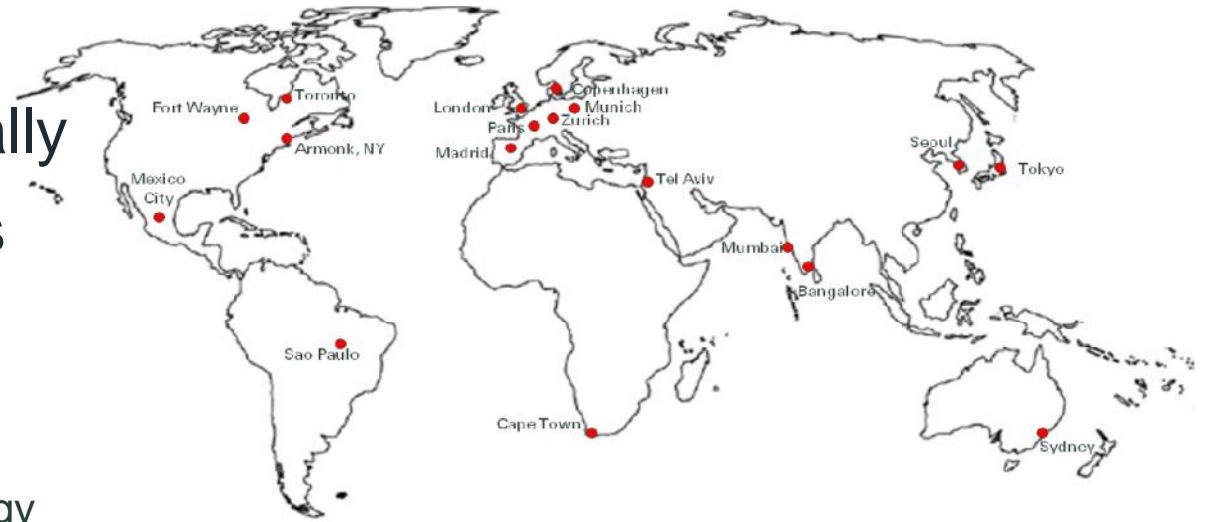 ally
s
gy
Copenhagen
Toronto
London
Munich
Fort Wayne
Zurich
Paris
Armonk, NY
Madrid
Seoul
Tokyo
Mexico
City
Tel Aviv
Mumbai
Bangalore
Sao Paulo
Cape Town
Sydney